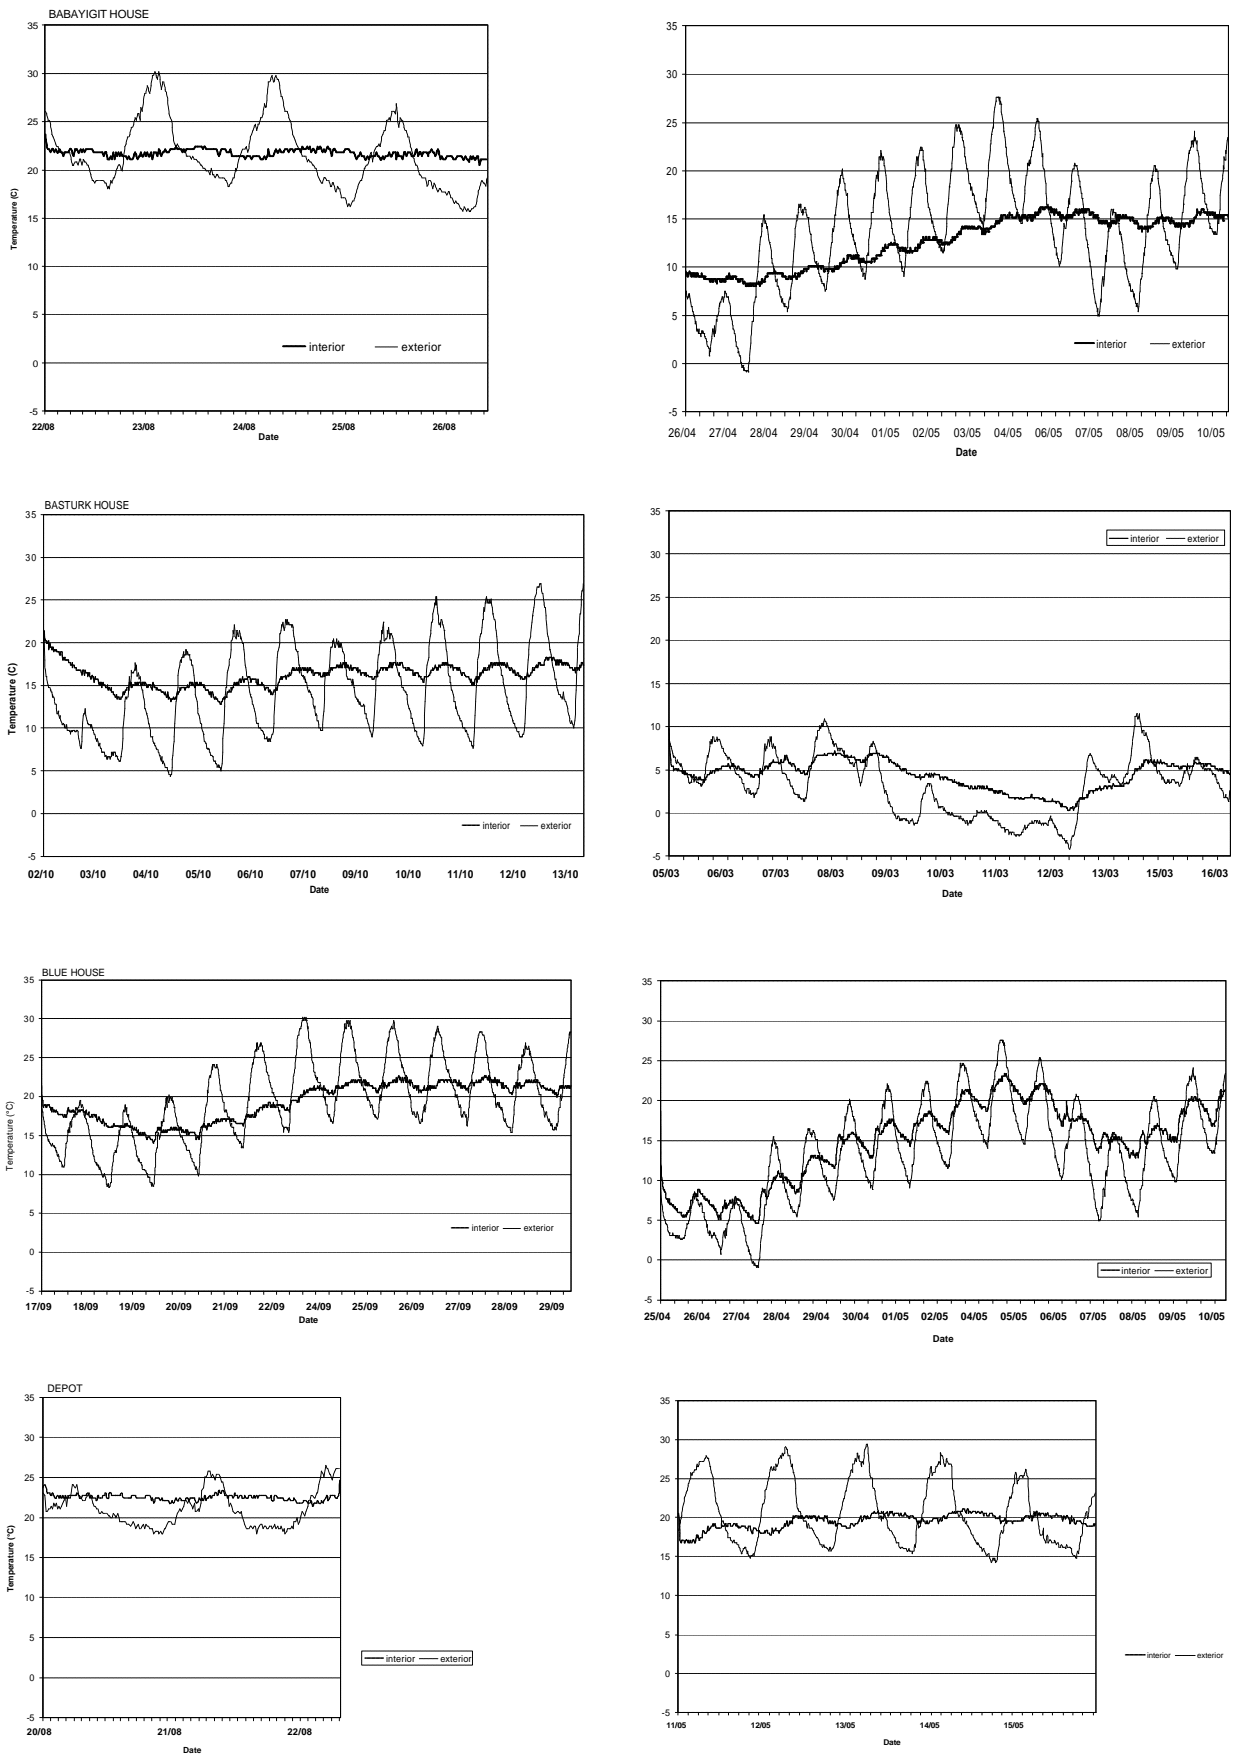 BABAYIGIT HOUSE
35
30
25
20
15
10
5
0
-5
Temperature (C)
interior exterior
22/08 23/08 24/08 25/08 26/08
Date
35
30
25
20
15
10
5
0
-5
interior exterior
26/04 27/04 28/04 29/04 30/04 01/05 02/05 03/05 04/05 06/05 07/05 08/05 09/05 10/05
Date
BASTURK HOUSE
35
30
25
20
15
10
5
0
-5
Temperature (C)
interior exterior
02/10 03/10 04/10 05/10 06/10 07/10 09/10 10/10 11/10 12/10 13/10
Date
35
30
25
20
15
10
5
0
-5
interior exterior
05/03 06/03 07/03 08/03 09/03 10/03 11/03 12/03 13/03 15/03 16/03
Date
BLUE HOUSE
35
30
25
20
15
10
5
0
-5
Temperature (°C)
interior exterior
17/09 18/09 19/09 20/09 21/09 22/09 24/09 25/09 26/09 27/09 28/09 29/09
Date
35
30
25
20
15
10
5
0
-5
interior exterior
25/04 26/04 27/04 28/04 29/04 30/04 01/05 02/05 04/05 05/05 06/05 07/05 08/05 09/05 10/05
Date
DEPOT
35
30
25
20
15
10
5
0
-5
Temperature (°C)
interior exterior
20/08 21/08 22/08
Date
35
30
25
20
15
10
5
0
-5
interior exterior
11/05 12/05 13/05 14/05 15/05
Date